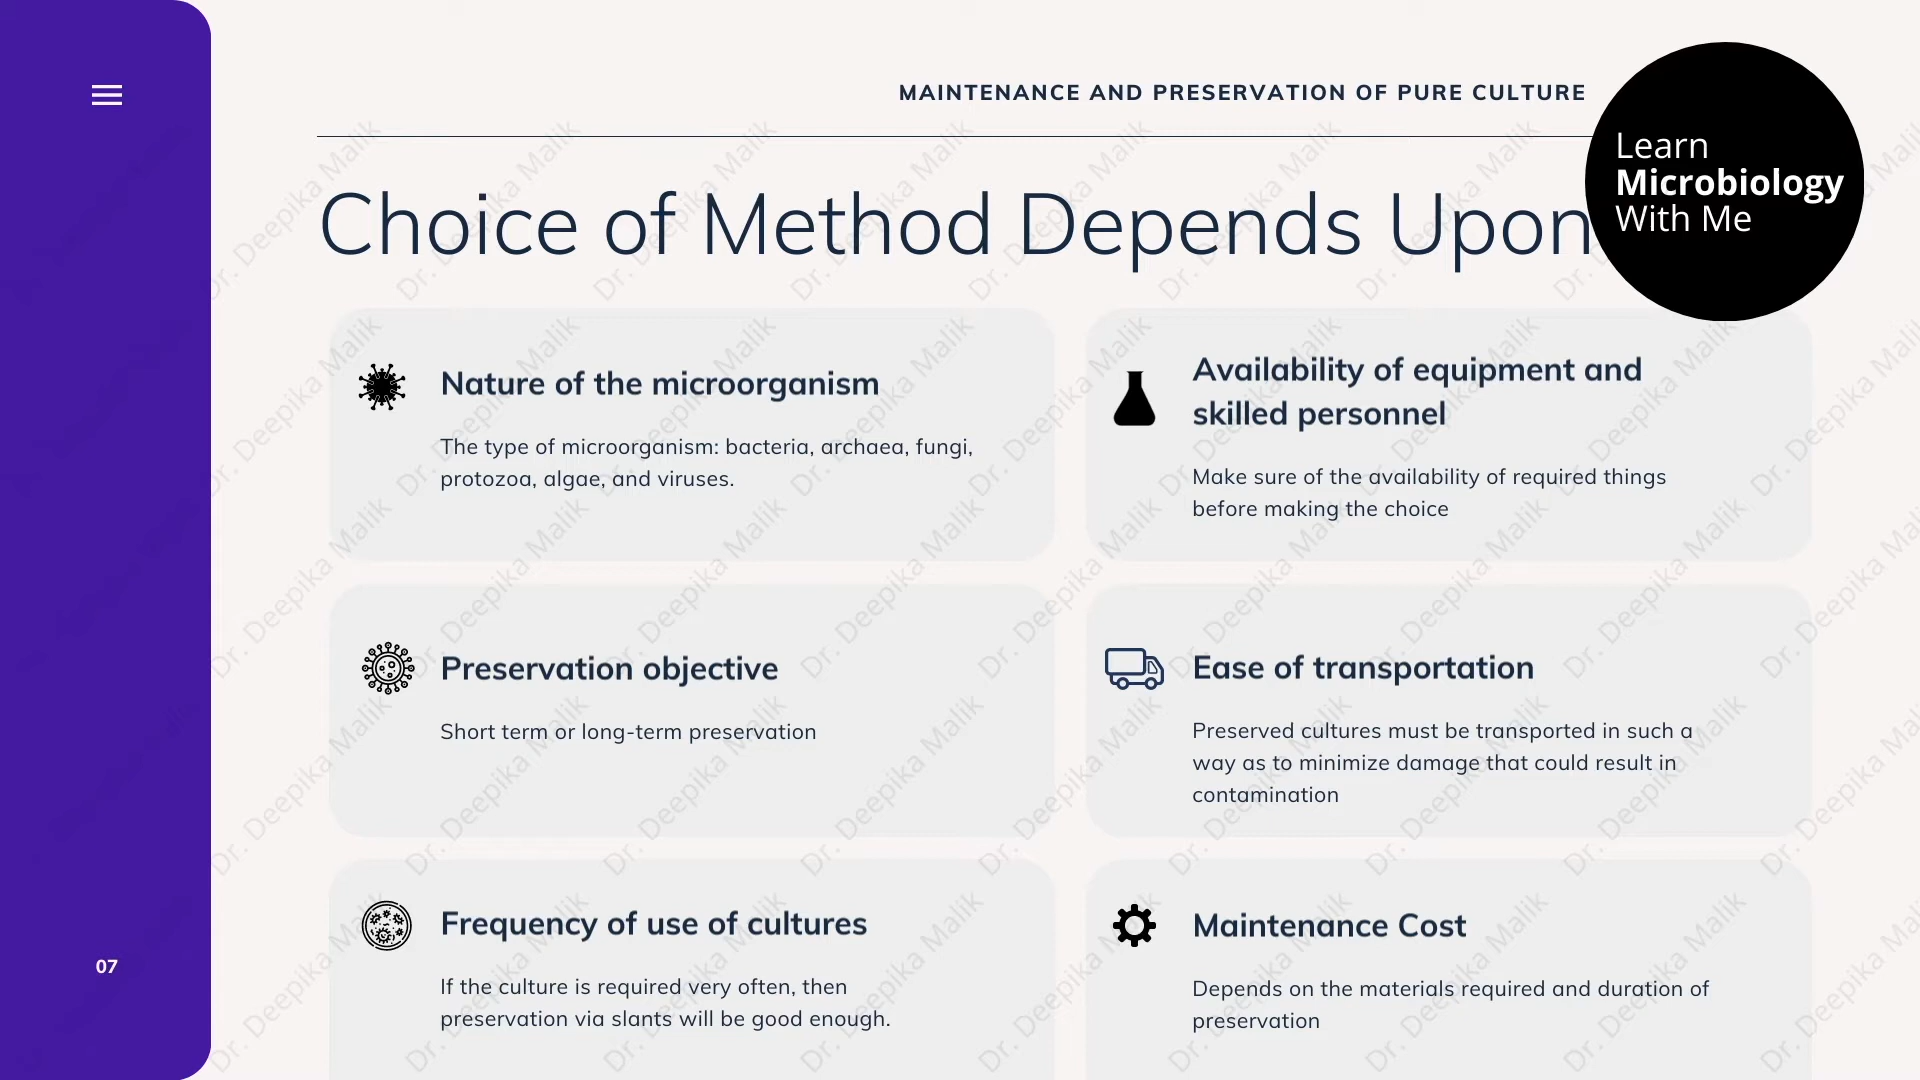 MAINTENANCE AND PRESERVATION OF PURE CULTURE
Learn
Microbiology
With Me
Choice of Method Depends Upon
Nature of the microorganism
The type of microorganism: bacteria, archaea, fungi,
protozoa, algae, and viruses.
Availability of equipment and
skilled personnel
Make sure of the availability of required things
before making the choice
Preservation objective
Short term or long-term preservation
Ease of transportation
Preserved cultures must be transported in such a
way as to minimize damage that could result in
contamination
Frequency of use of cultures
If the culture is required very often, then
preservation via slants will be good enough.
Maintenance Cost
Depends on the materials required and duration of
preservation
07
Dr. Deepika Malik